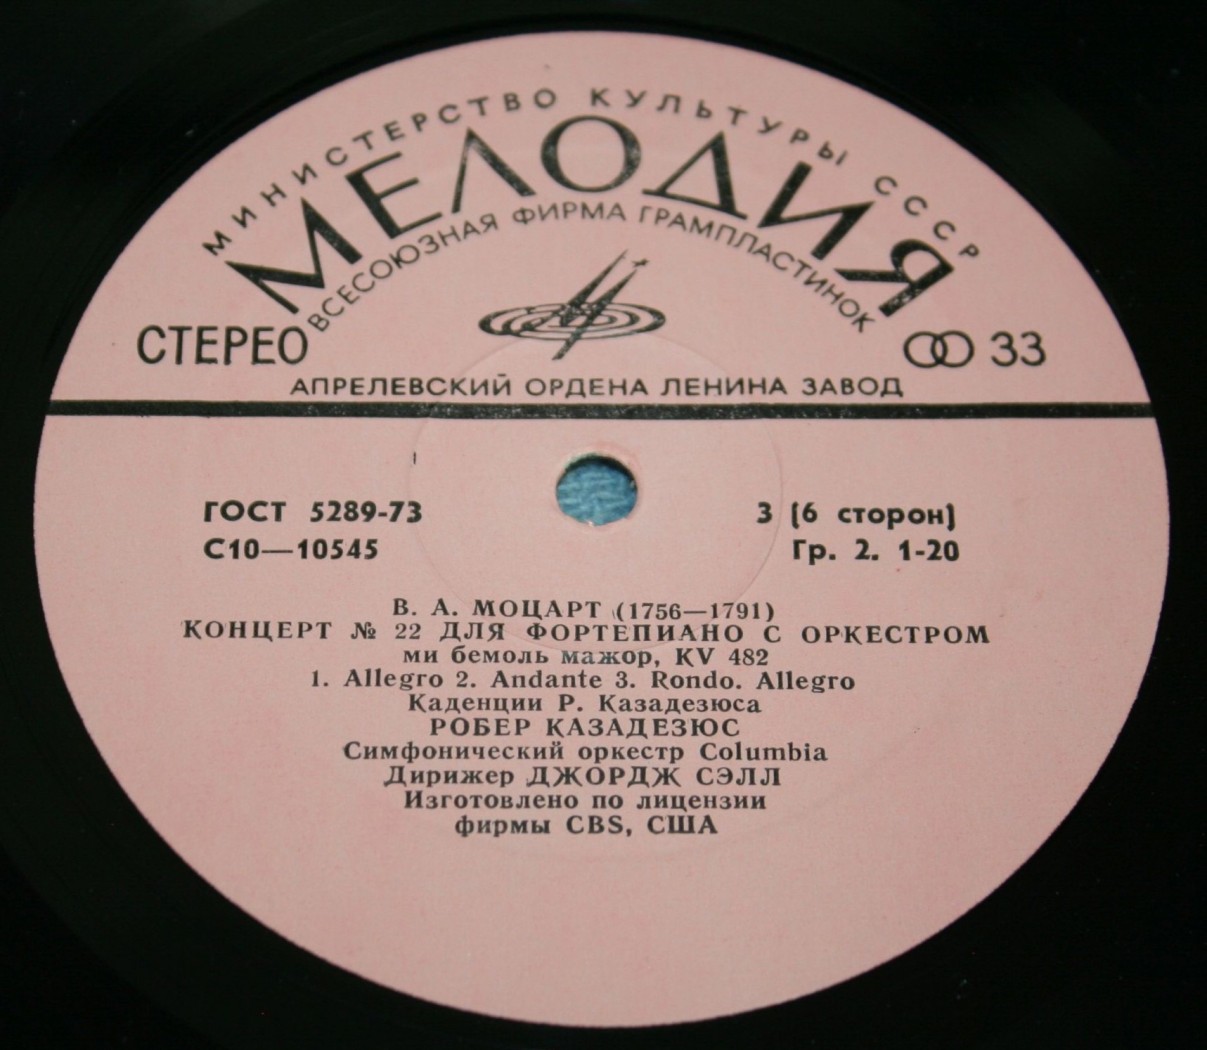 МИНИСТЕРСТВО КУЛЬТУРЫ СССР
МЕЛОДИЯ
ВСЕСОЮЗНАЯ ФИРМА ГРАМПЛАСТИНОК
СТЕРЕО
33
АПРЕЛЕВСКИЙ ОРДЕНА ЛЕНИНА ЗАВОД
ГОСТ 5289-73
3 (6 сторон)
С10—10545
Гр. 2. 1-20
В. А. МОЦАРТ (1756—1791)
КОНЦЕРТ № 22 ДЛЯ ФОРТЕПИАНО С ОРКЕСТРОМ
ми бемоль мажор, KV 482
1. Allegro 2. Andante 3. Rondo. Allegro
Каденции Р. Казадезюса
РОБЕР КАЗАДЕЗЮС
Симфонический оркестр Columbia
Дирижер ДЖОРДЖ СЭЛЛ
Изготовлено по лицензии
фирмы CBS, США